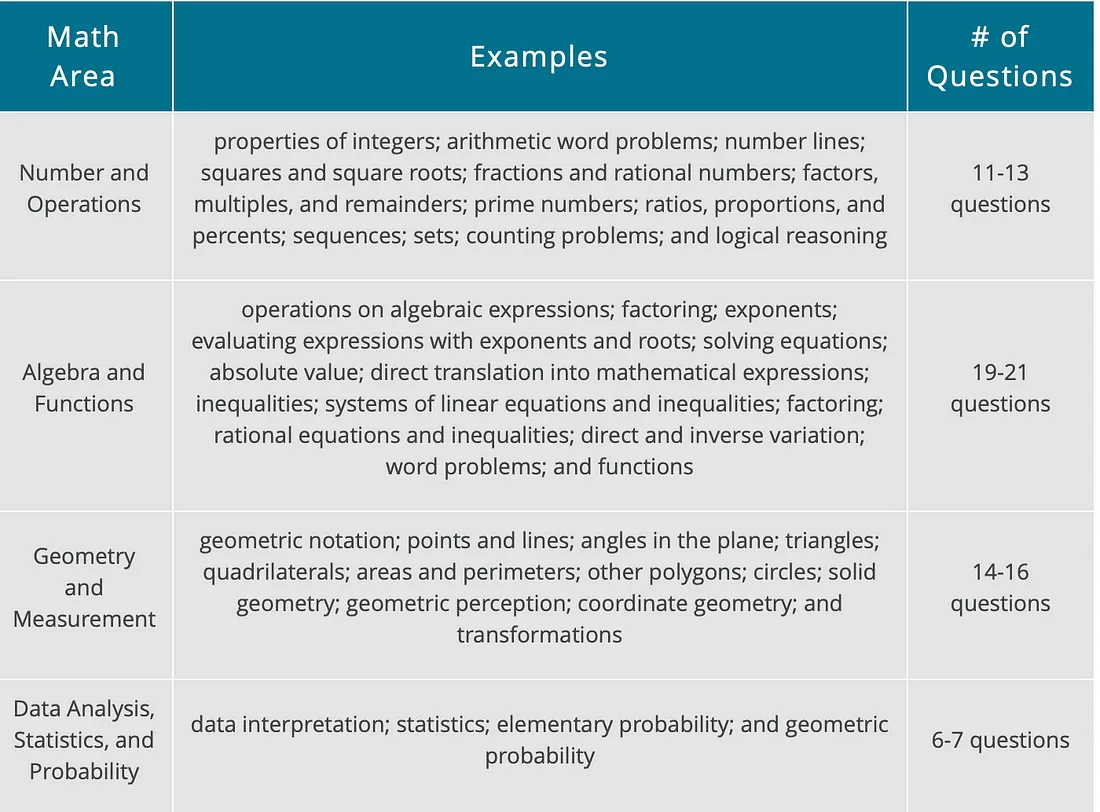 Math
Area
Examples
# of
Questions
Number and
Operations
properties of integers; arithmetic word problems; number lines;
squares and square roots; fractions and rational numbers; factors,
multiples, and remainders; prime numbers; ratios, proportions, and
percents; sequences; sets; counting problems; and logical reasoning
11-13
questions
Algebra and
Functions
operations on algebraic expressions; factoring; exponents;
evaluating expressions with exponents and roots; solving equations;
absolute value; direct translation into mathematical expressions;
inequalities; systems of linear equations and inequalities; factoring;
rational equations and inequalities; direct and inverse variation;
word problems; and functions
19-21
questions
Geometry
and
Measurement
geometric notation; points and lines; angles in the plane; triangles;
quadrilaterals; areas and perimeters; other polygons; circles; solid
geometry; geometric perception; coordinate geometry; and
transformations
14-16
questions
Data Analysis,
Statistics, and
Probability
data interpretation; statistics; elementary probability; and geometric
probability
6-7 questions